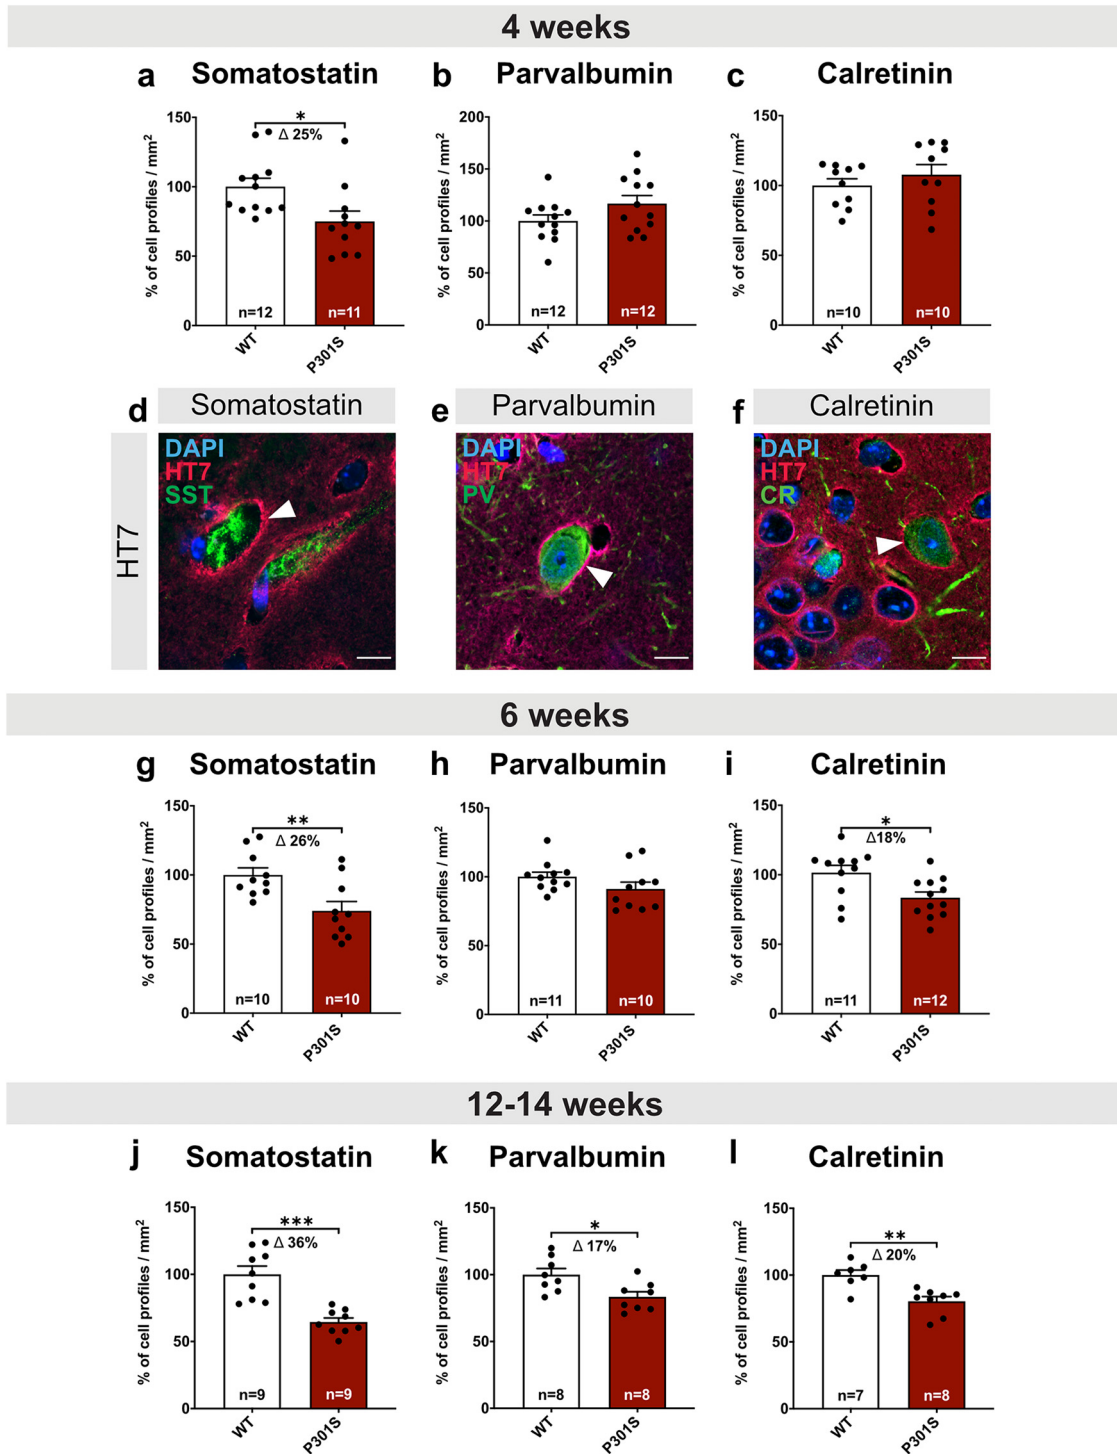 4 weeks
a Somatostatin b Parvalbumin c Calretinin
% of cell profiles / mm²
150
100
50
0
*
Δ 25%
n=12 n=11
WT P301S
% of cell profiles / mm²
200
150
100
50
0
n=12 n=12
WT P301S
% of cell profiles / mm²
150
100
50
0
n=10 n=10
WT P301S
d Somatostatin e Parvalbumin f Calretinin
HT7
DAPI
HT7
SST
DAPI
HT7
PV
DAPI
HT7
CR
6 weeks
g Somatostatin h Parvalbumin i Calretinin
% of cell profiles / mm²
150
100
50
0
**
Δ 26%
n=10 n=10
WT P301S
% of cell profiles / mm²
150
100
50
0
n=11 n=10
WT P301S
% of cell profiles / mm²
150
100
50
0
*
Δ18%
n=11 n=12
WT P301S
12-14 weeks
j Somatostatin k Parvalbumin l Calretinin
% of cell profiles / mm²
150
100
50
0
***
Δ 36%
n=9 n=9
WT P301S
% of cell profiles / mm²
150
100
50
0
*
Δ 17%
n=8 n=8
WT P301S
% of cell profiles / mm²
150
100
50
0
**
Δ 20%
n=7 n=8
WT P301S